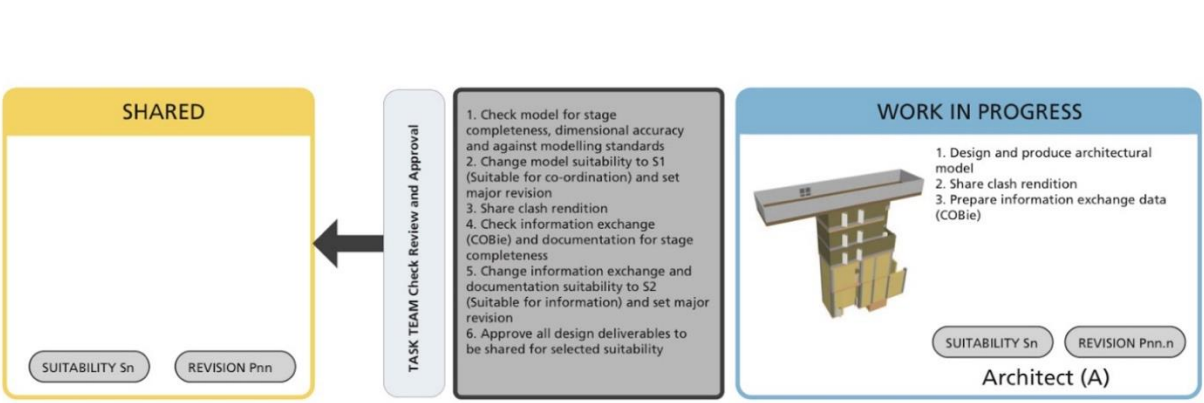 SHARED
SUITABILITY Sn
REVISION Pnn
TASK TEAM Check Review and Approval
1. Check model for stage
completeness, dimensional accuracy
and against modelling standards
2. Change model suitability to S1
(Suitable for co-ordination) and set
major revision
3. Share clash rendition
4. Check information exchange
(COBie) and documentation for stage
completeness
5. Change information exchange and
documentation suitability to S2
(Suitable for information) and set major
revision
6. Approve all design deliverables to
be shared for selected suitability
WORK IN PROGRESS
1. Design and produce architectural
model
2. Share clash rendition
3. Prepare information exchange data
(COBie)
SUITABILITY Sn
REVISION Pnn.n
Architect (A)